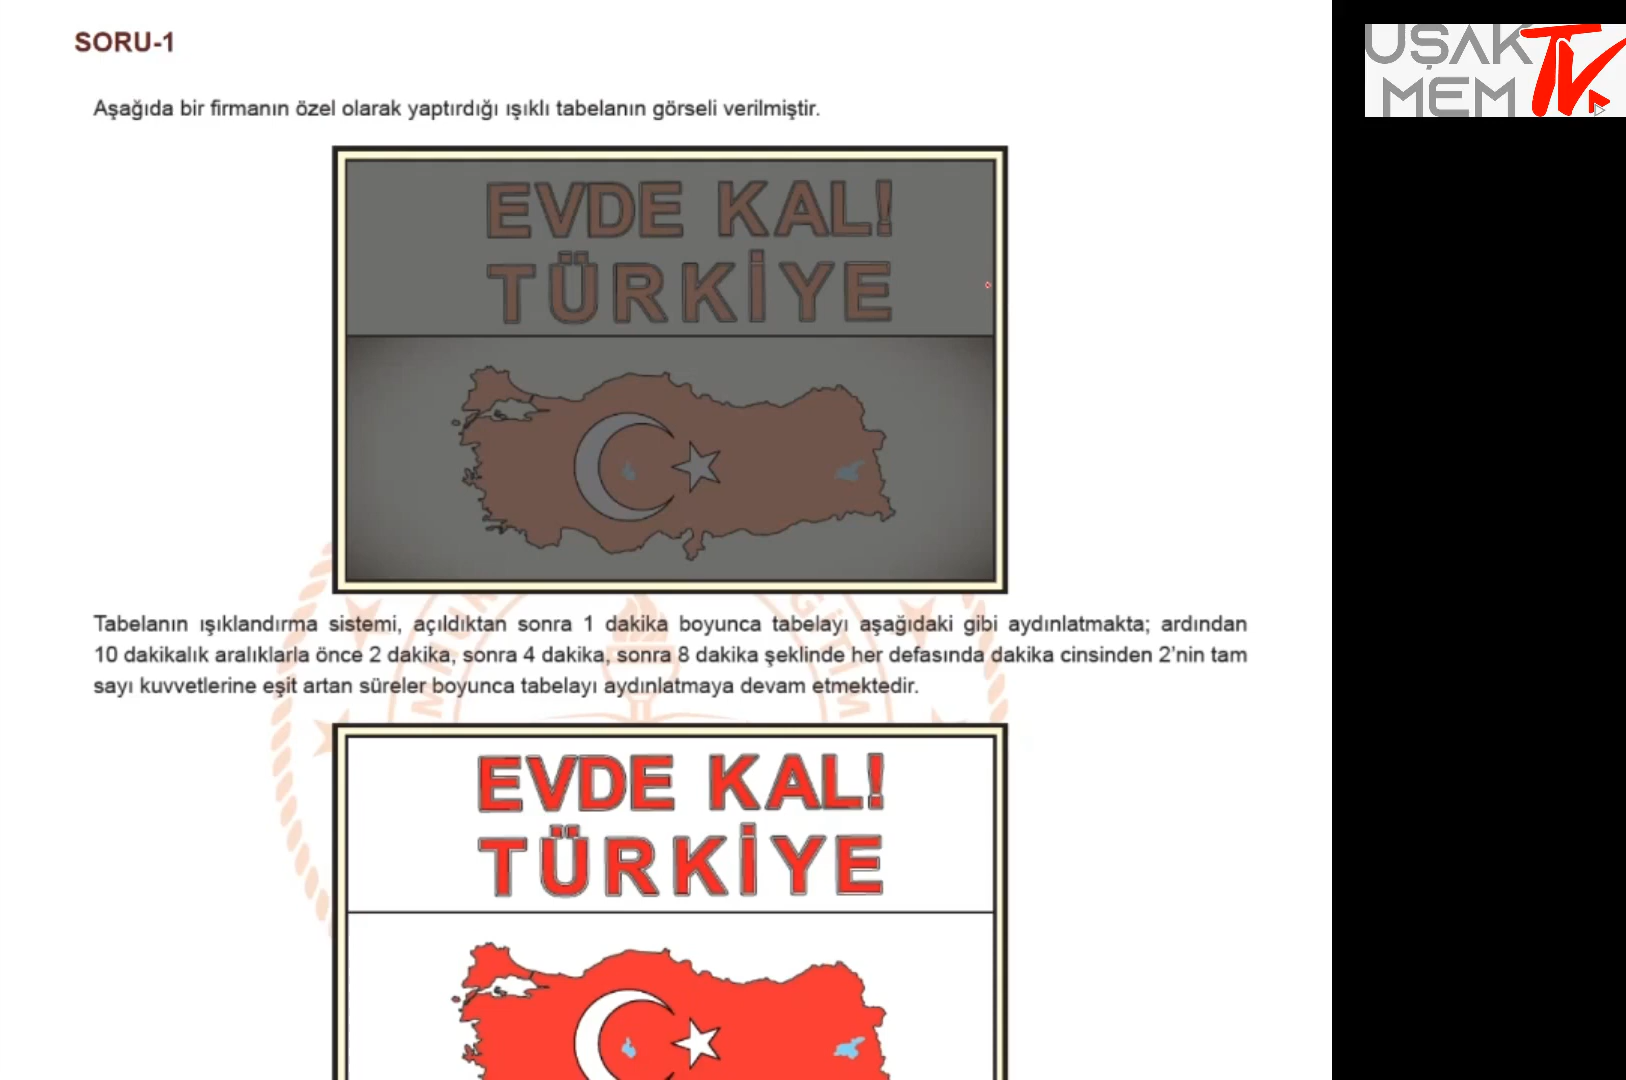 SORU-1
UŞAK TV
MEM
Aşağıda bir firmanın özel olarak yaptırdığı ışıklı tabelanın görseli verilmiştir.
EVDE KAL!
TÜRKİYE
Tabelanın ışıklandırma sistemi, açıldıktan sonra 1 dakika boyunca tabelayı aşağıdaki gibi aydınlatmakta; ardından
10 dakikalık aralıklarla önce 2 dakika, sonra 4 dakika, sonra 8 dakika şeklinde her defasında dakika cinsinden 2'nin tam
sayı kuvvetlerine eşit artan süreler boyunca tabelayı aydınlatmaya devam etmektedir.
EVDE KAL!
TÜRKİYE